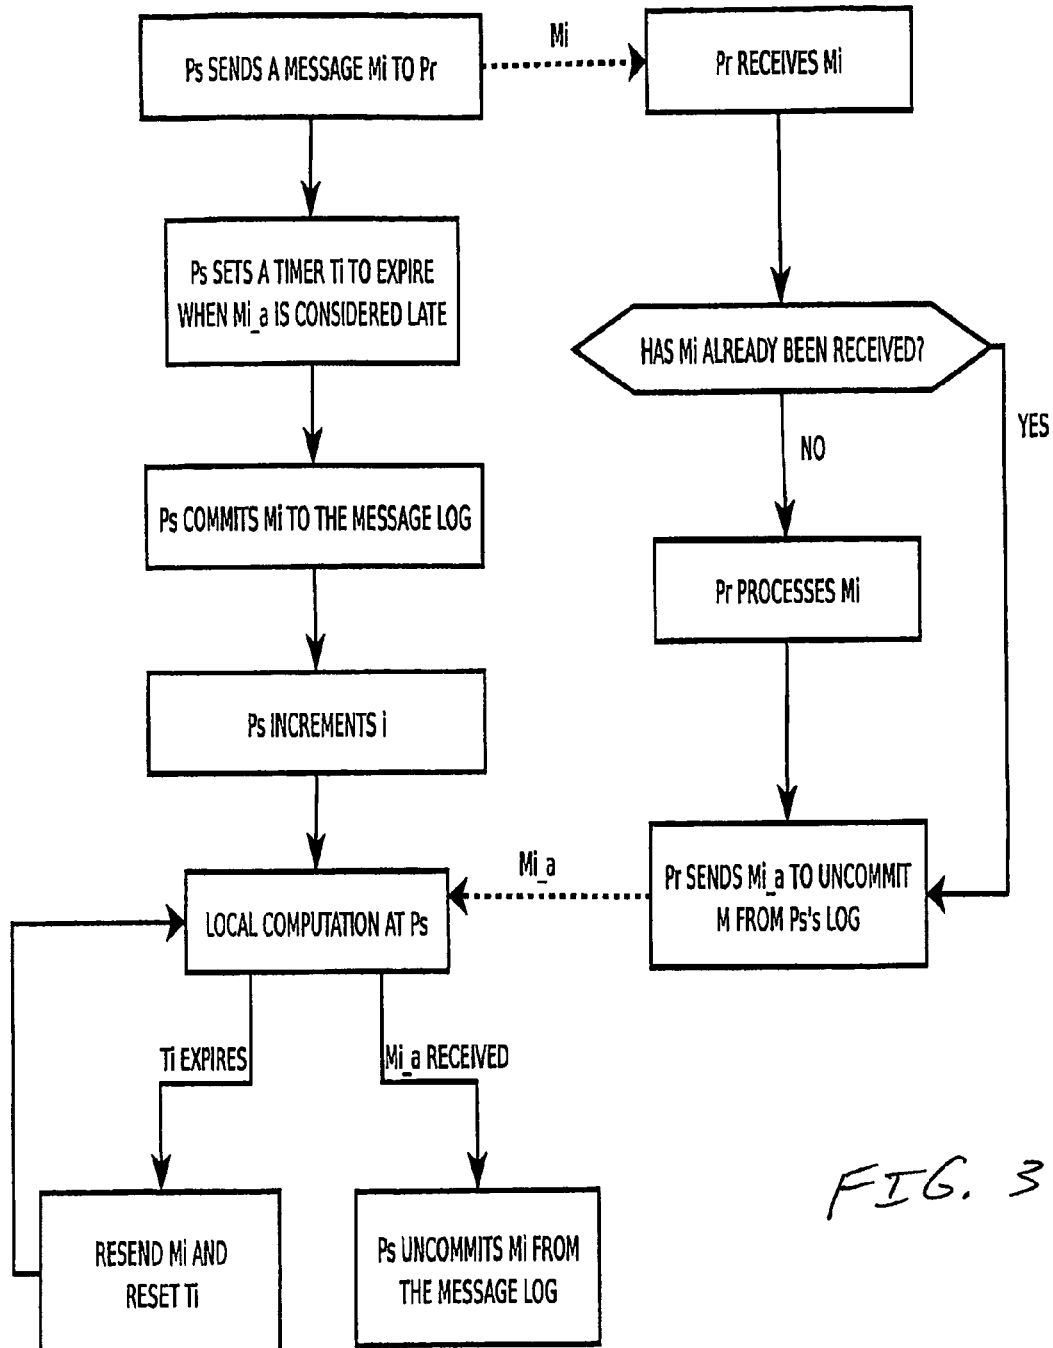 Ps SENDS A MESSAGE Mi TO Pr
Mi
Pr RECEIVES Mi
Ps SETS A TIMER Ti TO EXPIRE
WHEN Mi_a IS CONSIDERED LATE
HAS Mi ALREADY BEEN RECEIVED?
YES
NO
Ps COMMITS Mi TO THE MESSAGE LOG
Pr PROCESSES Mi
Ps INCREMENTS i
Mi_a
Pr SENDS Mi_a TO UNCOMMIT
M FROM Ps's LOG
LOCAL COMPUTATION AT Ps
Ti EXPIRES
Mi_a RECEIVED
RESEND Mi AND
RESET Ti
Ps UNCOMMITS Mi FROM
THE MESSAGE LOG
FIG. 3